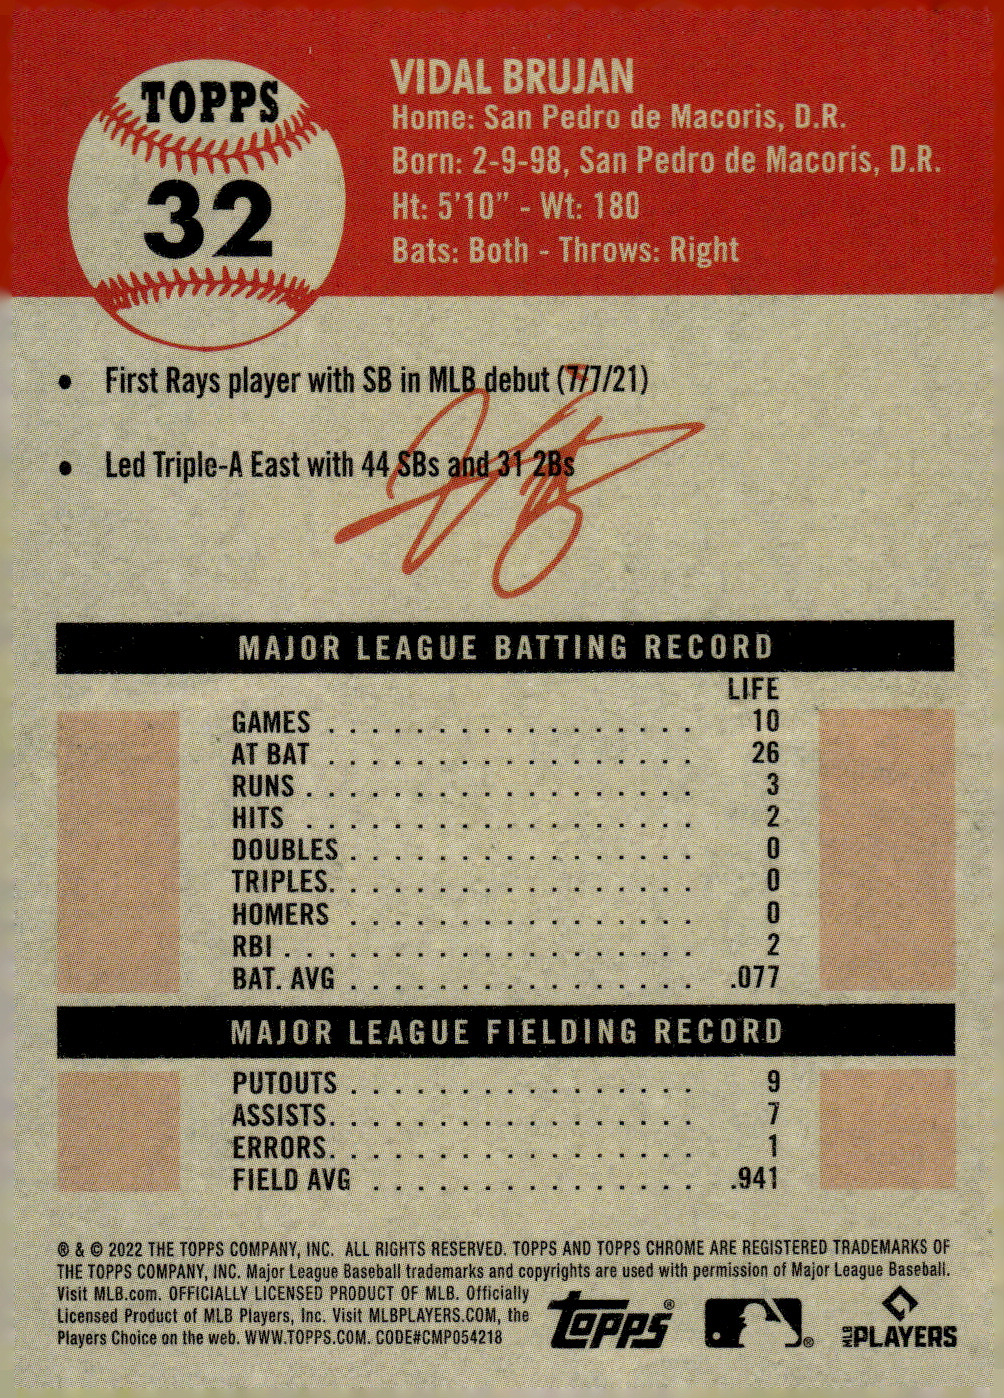 TOPPS
32
VIDAL BRUJAN
Home: San Pedro de Macoris, D.R.
Born: 2-9-98, San Pedro de Macoris, D.R.
Ht: 5'10" - Wt: 180
Bats: Both - Throws: Right
• First Rays player with SB in MLB debut (7/7/21)
• Led Triple-A East with 44 SBs and 31 2Bs
MAJOR LEAGUE BATTING RECORD
LIFE
GAMES . . . . . . . . . . . . . . . . . 10
AT BAT . . . . . . . . . . . . . . . . . 26
RUNS . . . . . . . . . . . . . . . . . . 3
HITS . . . . . . . . . . . . . . . . . . 2
DOUBLES . . . . . . . . . . . . . . . . 0
TRIPLES. . . . . . . . . . . . . . . . . 0
HOMERS . . . . . . . . . . . . . . . . 0
RBI . . . . . . . . . . . . . . . . . . . 2
BAT. AVG . . . . . . . . . . . . . . . . .077
MAJOR LEAGUE FIELDING RECORD
PUTOUTS . . . . . . . . . . . . . . . . 9
ASSISTS. . . . . . . . . . . . . . . . . 7
ERRORS. . . . . . . . . . . . . . . . . 1
FIELD AVG . . . . . . . . . . . . . . . .941
® & © 2022 THE TOPPS COMPANY, INC. ALL RIGHTS RESERVED. TOPPS AND TOPPS CHROME ARE REGISTERED TRADEMARKS OF
THE TOPPS COMPANY, INC. Major League Baseball trademarks and copyrights are used with permission of Major League Baseball.
Visit MLB.com. OFFICIALLY LICENSED PRODUCT OF MLB. Officially
Licensed Product of MLB Players, Inc. Visit MLBPLAYERS.COM, the
Players Choice on the web. WWW.TOPPS.COM. CODE#CMP054218
Topps®
®
MLB PLAYERS